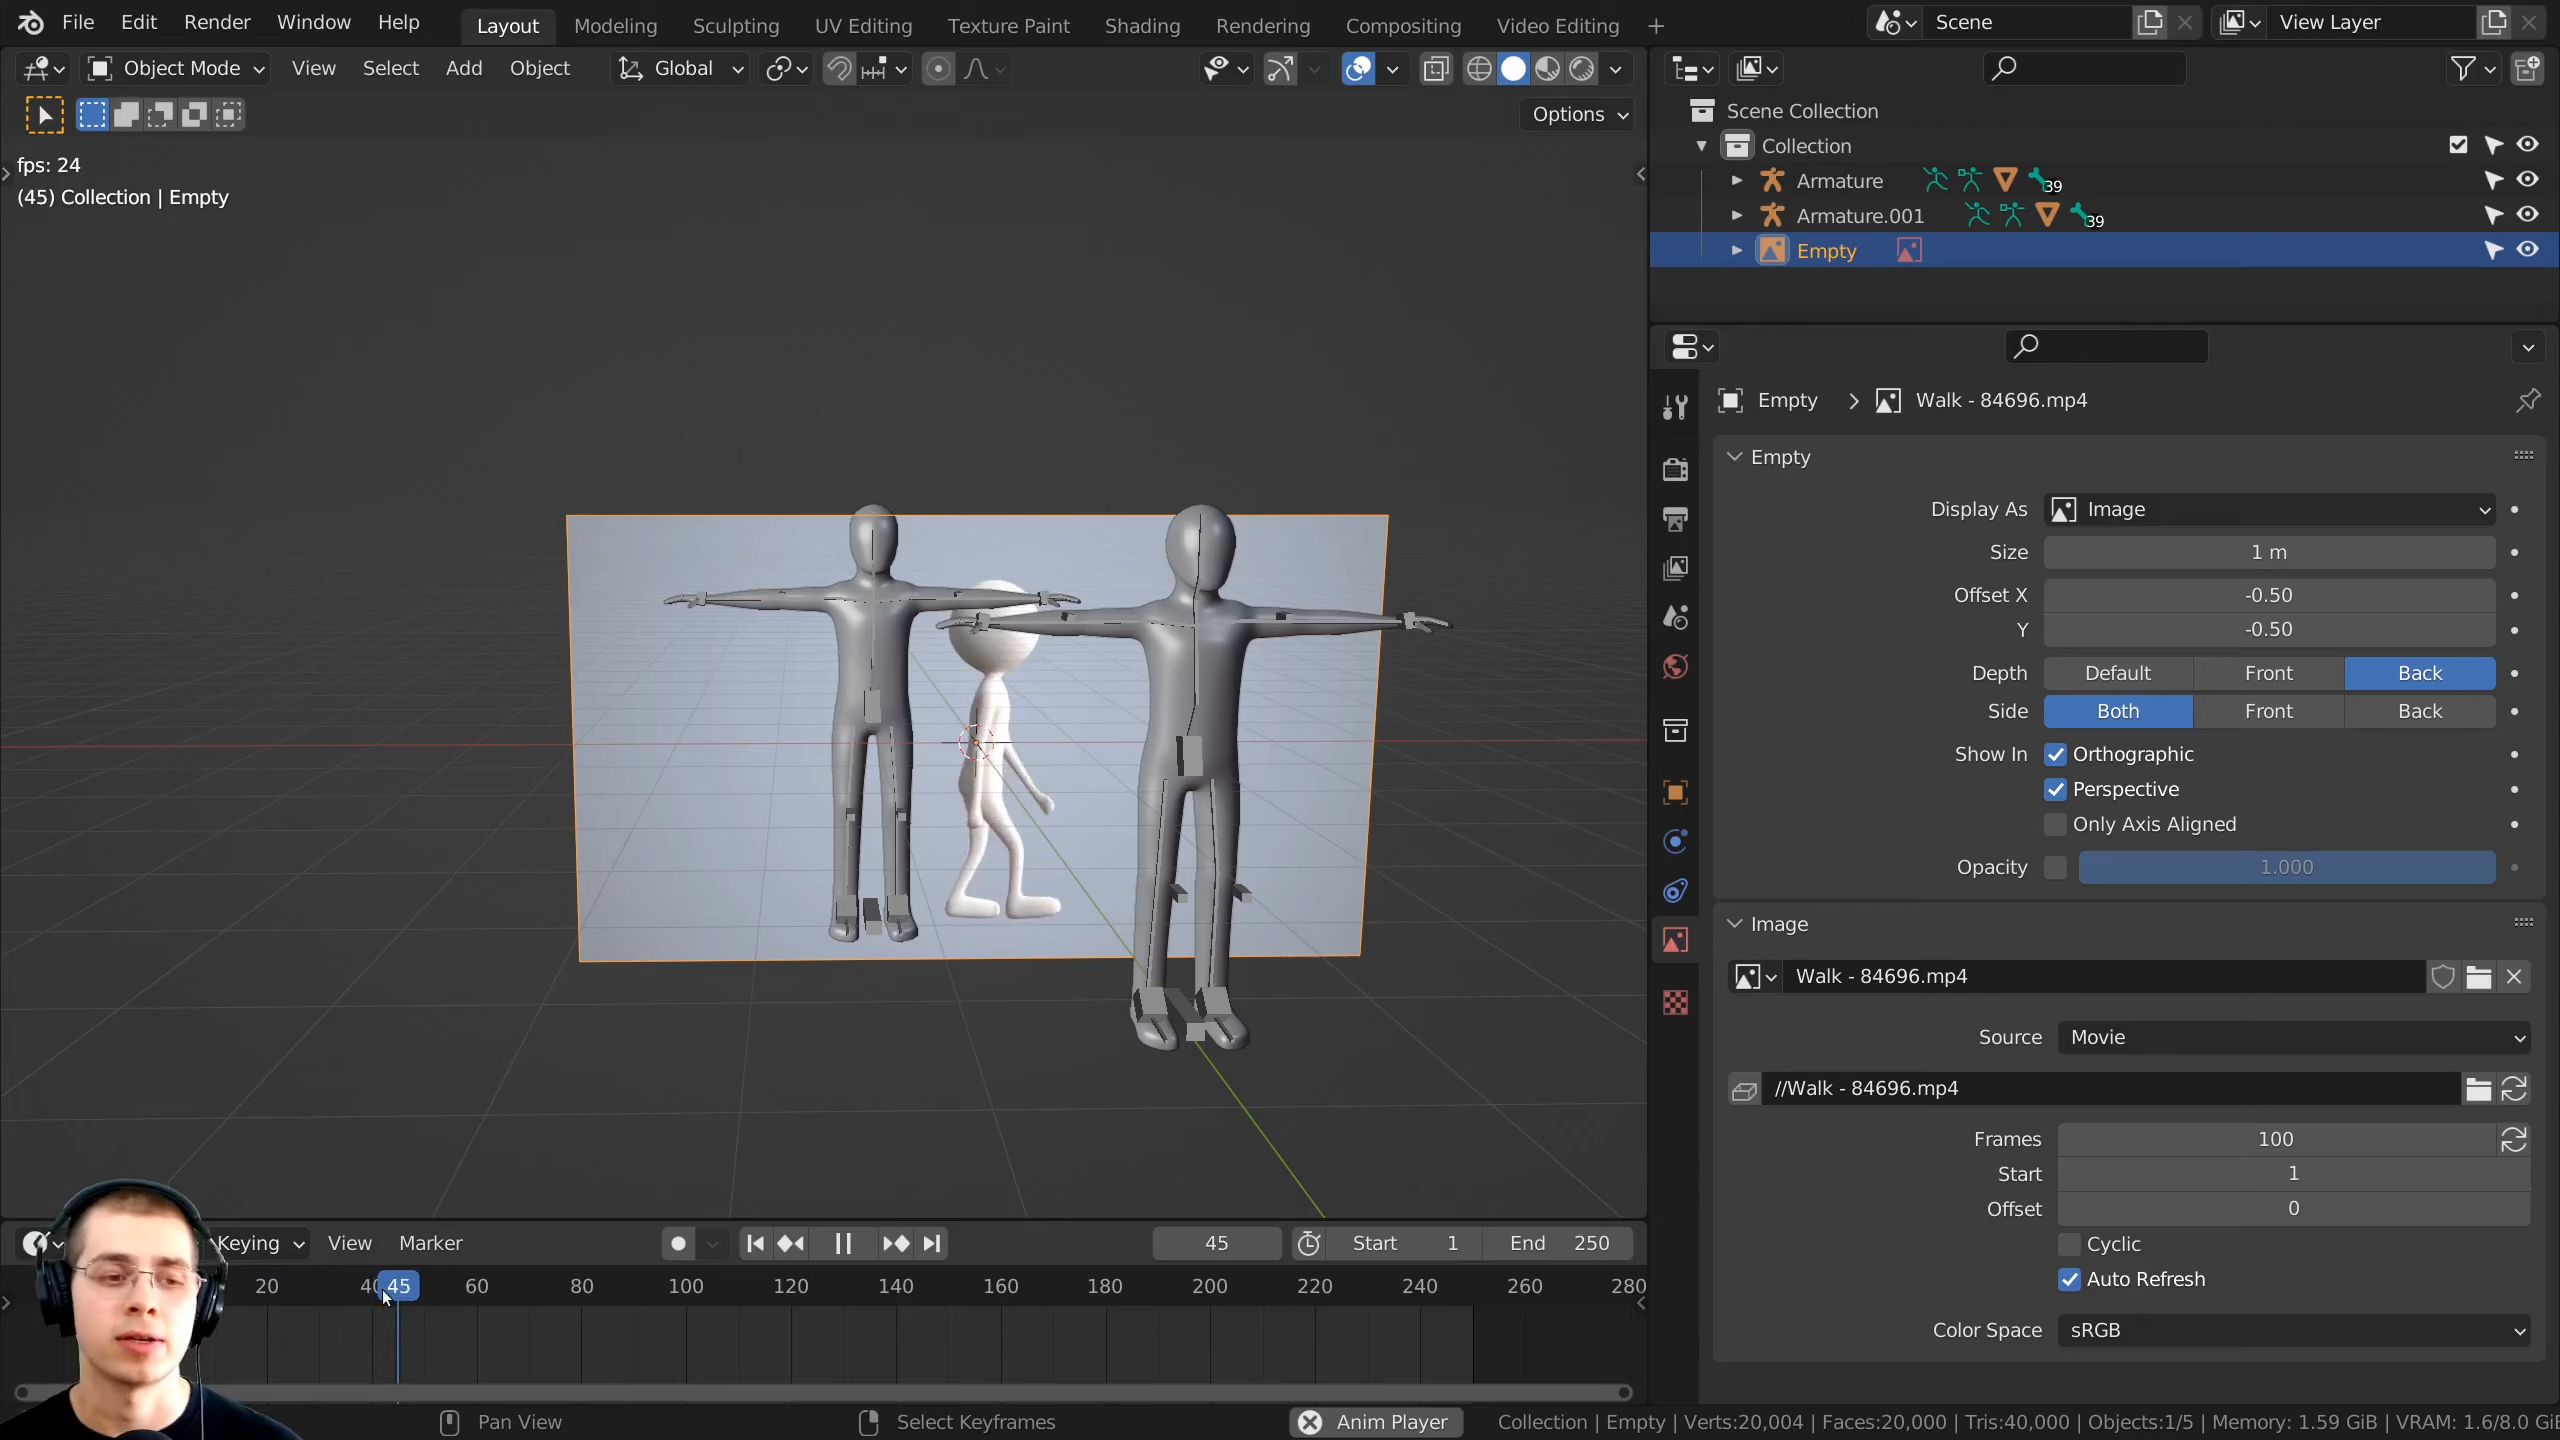 File Edit Render Window Help Layout Modeling Sculpting UV Editing Texture Paint Shading Rendering Compositing Video Editing + Scene View Layer
Object Mode View Select Add Object Global
Options
fps: 24
(45) Collection | Empty
Scene Collection
Collection
Armature 39
Armature.001 39
Empty
Empty > Walk - 84696.mp4
Empty
Display As Image
Size 1 m
Offset X -0.50
Y -0.50
Depth Default Front Back
Side Both Front Back
Show In Orthographic
Perspective
Only Axis Aligned
Opacity 1.000
Image
Walk - 84696.mp4
Source Movie
//Walk - 84696.mp4
Frames 100
Start 1
Offset 0
Cyclic
Auto Refresh
Color Space sRGB
Keying View Marker 45 Start 1 End 250
20 40 45 60 80 100 120 140 160 180 200 220 240 260 280
Pan View Select Keyframes Anim Player Collection | Empty | Verts:20,004 | Faces:20,000 | Tris:40,000 | Objects:1/5 | Memory: 1.59 GiB | VRAM: 1.6/8.0 GiB